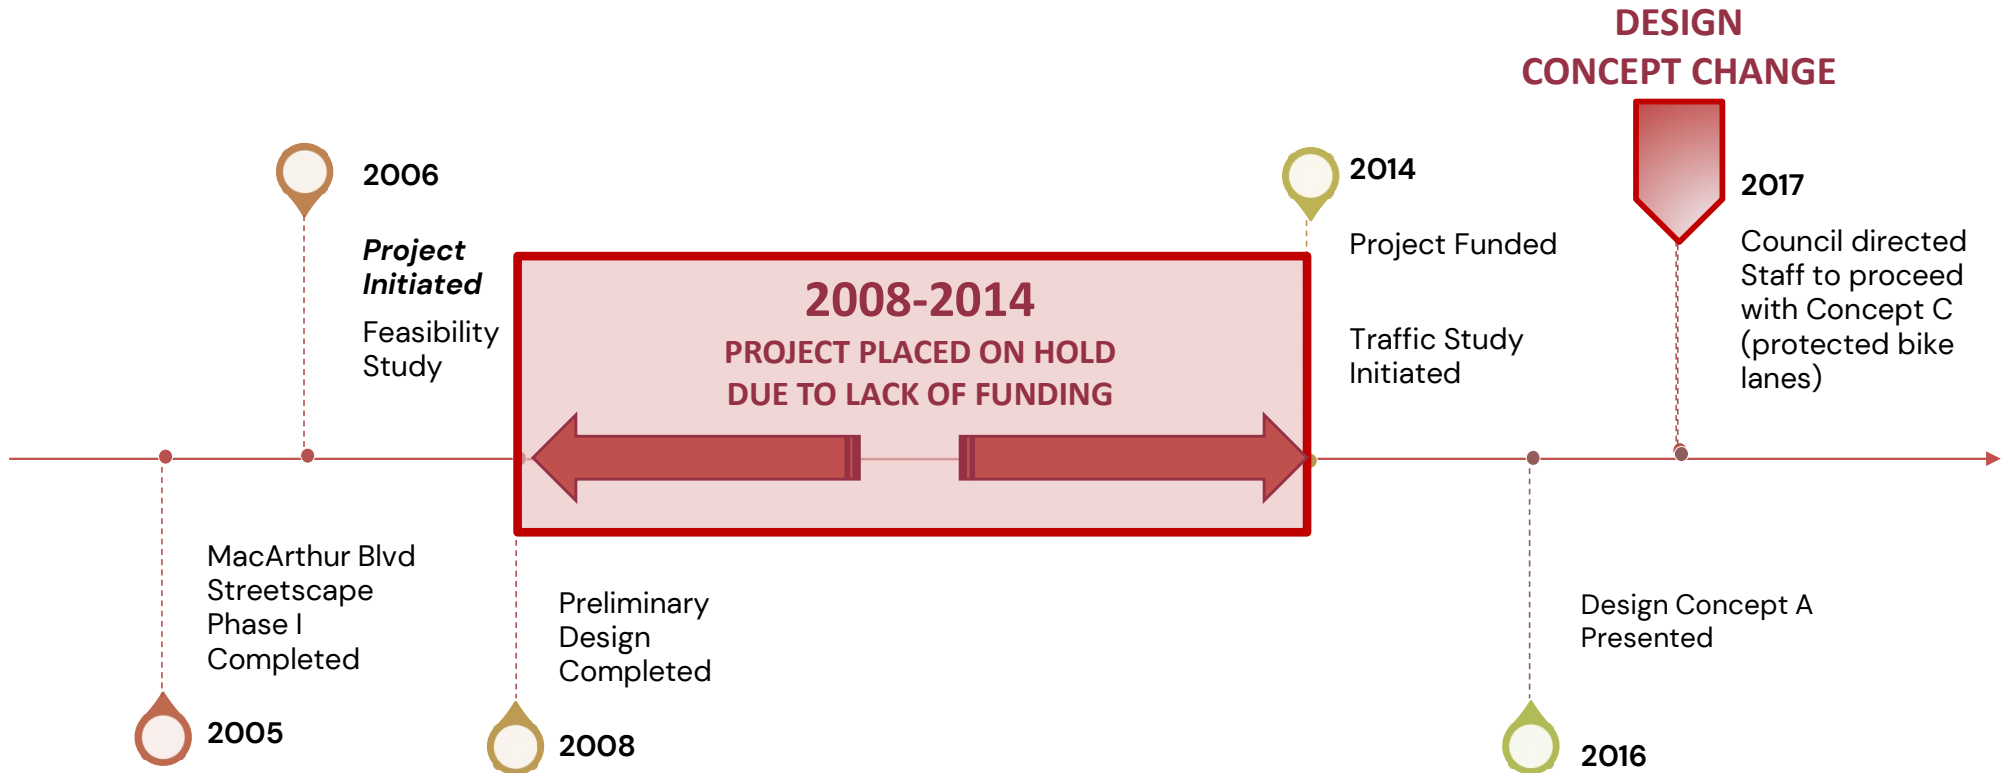 DESIGN
CONCEPT CHANGE
2006
Project
Initiated
Feasibility
Study
2008-2014
PROJECT PLACED ON HOLD
DUE TO LACK OF FUNDING
2014
Project Funded
Traffic Study
Initiated
2017
Council directed
Staff to proceed
with Concept C
(protected bike
lanes)
MacArthur Blvd
Streetscape
Phase I
Completed
2005
Preliminary
Design
Completed
2008
Design Concept A
Presented
2016